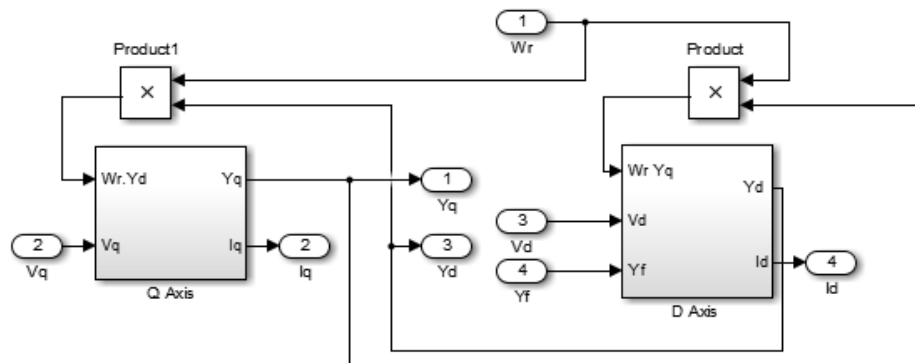 1
Wr
Product1
×
Product
×
Wr.Yd
Yq
Vq
Iq
Q Axis
2
Vq
2
Iq
1
Yq
3
Yd
3
Vd
4
Yf
Wr Yq
Yd
Vd
Yf
Id
D Axis
4
Id